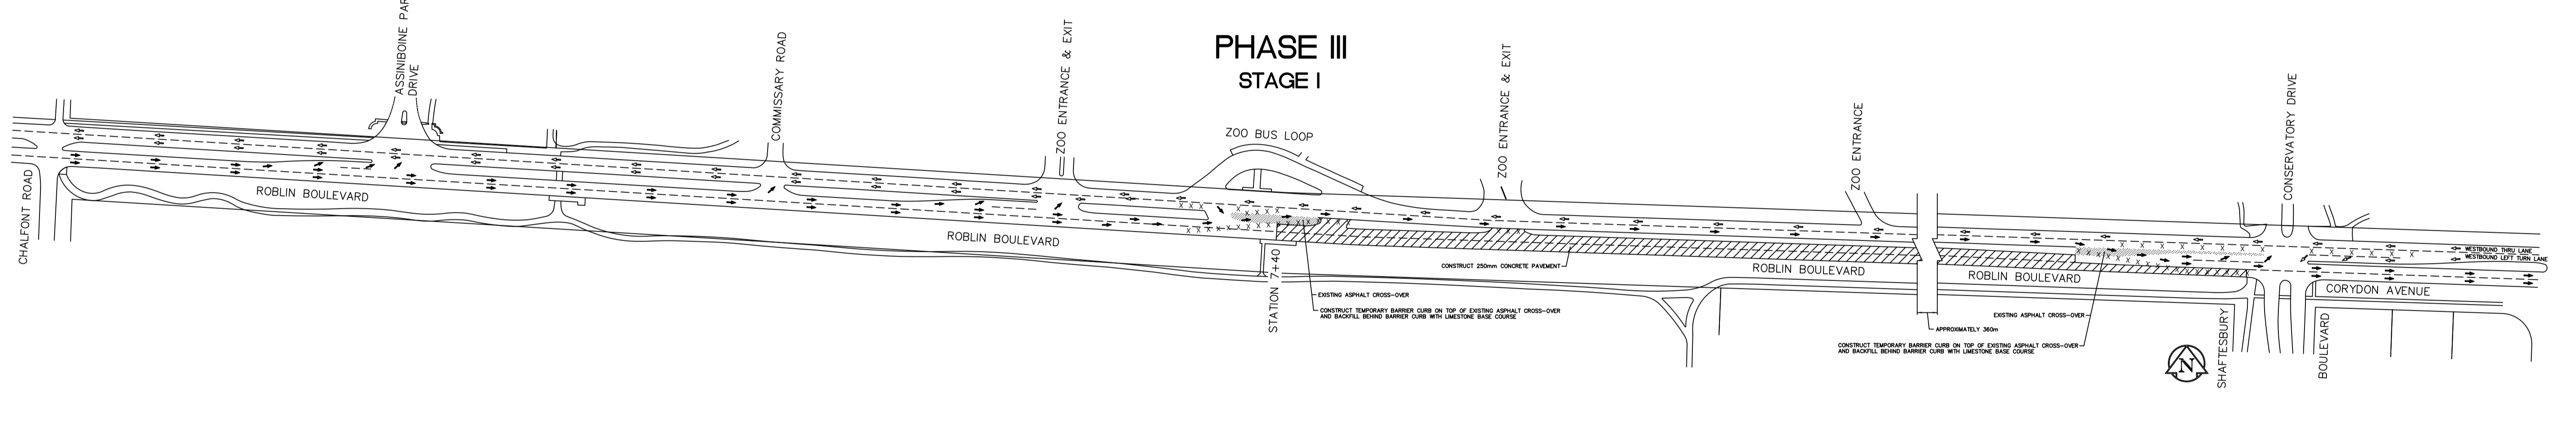 PHASE III
STAGE I
ASSINIBOINE PAR
DRIVE
COMMISSARY ROAD
ZOO ENTRANCE & EXIT
ZOO BUS LOOP
ZOO ENTRANCE & EXIT
ZOO ENTRANCE
CONSERVATORY DRIVE
CHALFONT ROAD
ROBLIN BOULEVARD
ROBLIN BOULEVARD
STATION 7+40
EXISTING ASPHALT CROSS-OVER
CONSTRUCT TEMPORARY BARRIER CURB ON TOP OF EXISTING ASPHALT CROSS-OVER
AND BACKFILL BEHIND BARRIER CURB WITH LIMESTONE BASE COURSE
CONSTRUCT 250mm CONCRETE PAVEMENT
ROBLIN BOULEVARD
ROBLIN BOULEVARD
APPROXIMATELY 360m
EXISTING ASPHALT CROSS-OVER
CONSTRUCT TEMPORARY BARRIER CURB ON TOP OF EXISTING ASPHALT CROSS-OVER
AND BACKFILL BEHIND BARRIER CURB WITH LIMESTONE BASE COURSE
WESTBOUND THRU LANE
WESTBOUND LEFT TURN LANE
CORYDON AVENUE
N
SHAFTESBURY
BOULEVARD